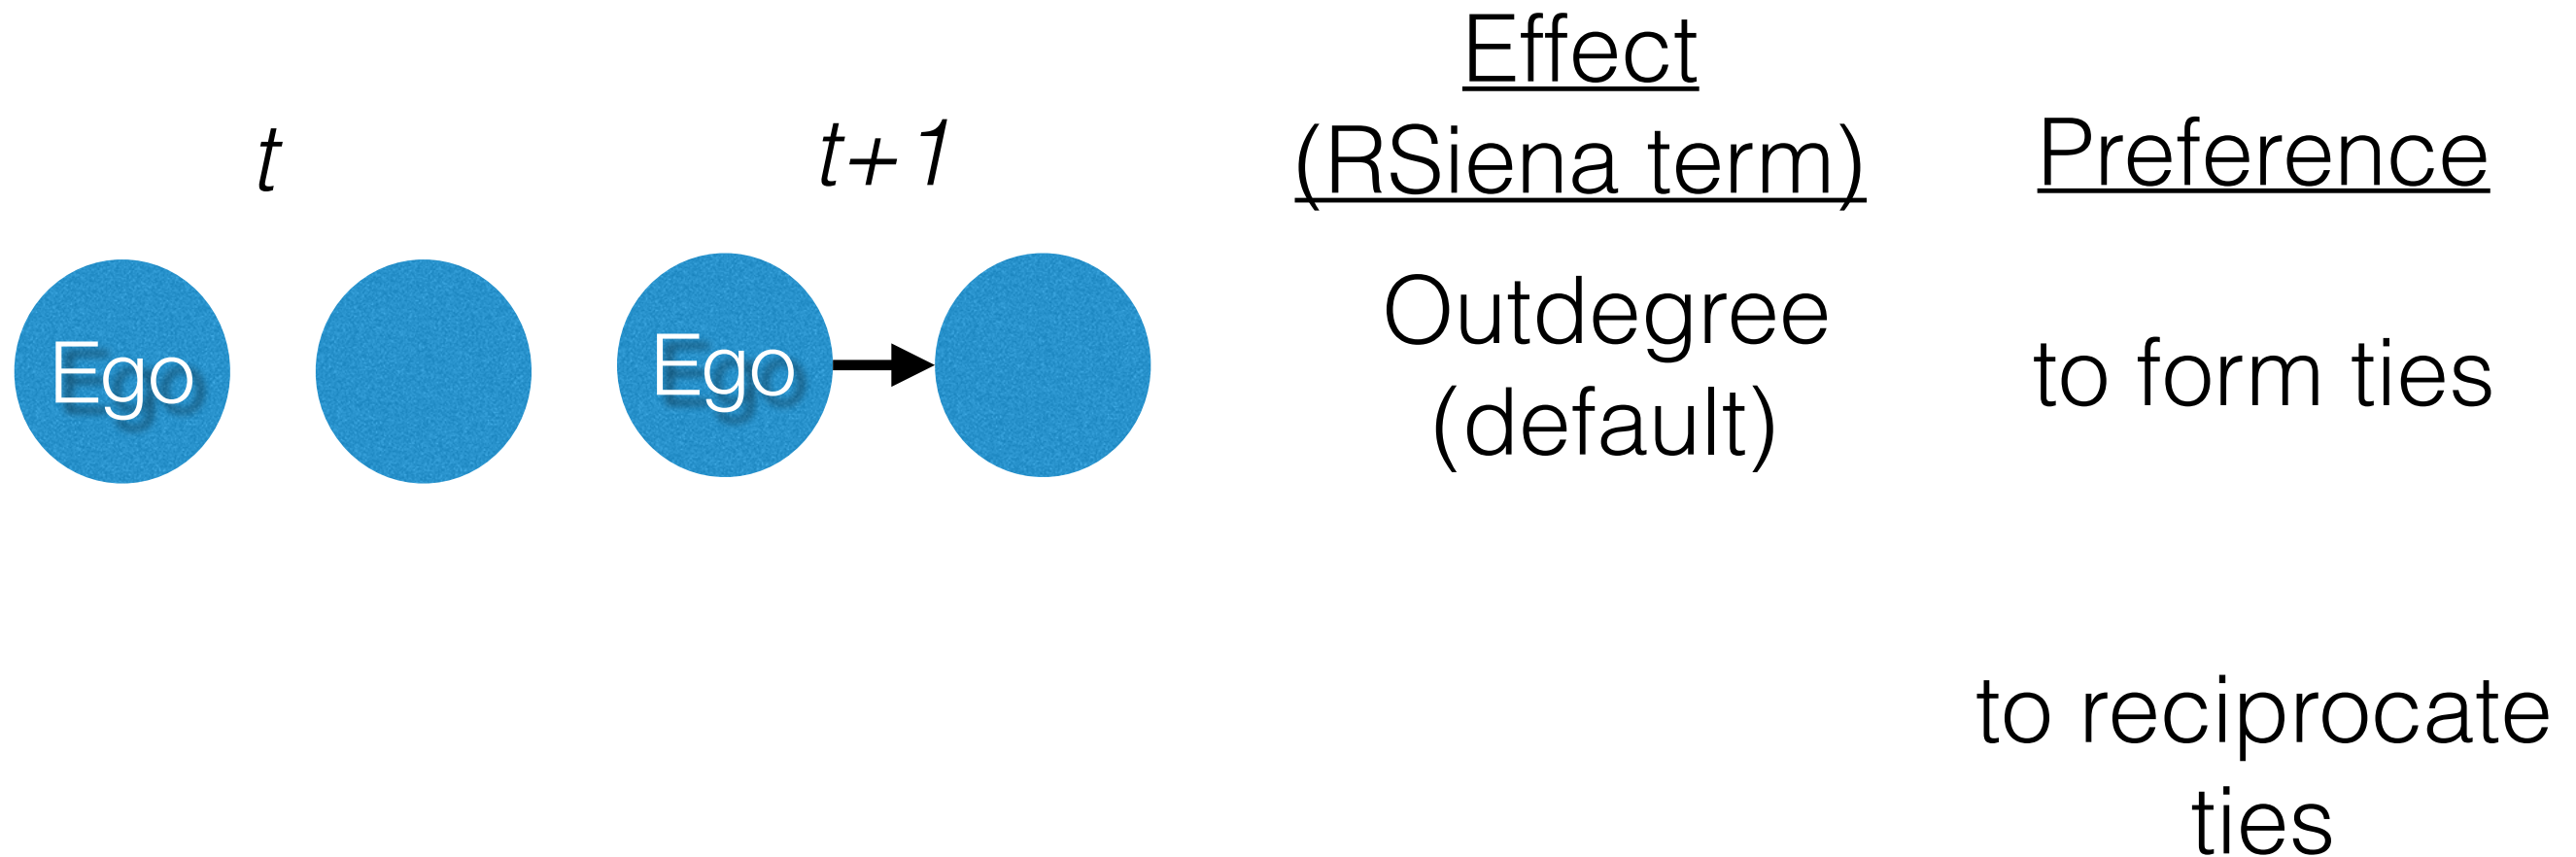 t
t+1
Effect
(RSiena term)
Preference
Ego
Ego
Outdegree
(default)
to form ties
to reciprocate
ties